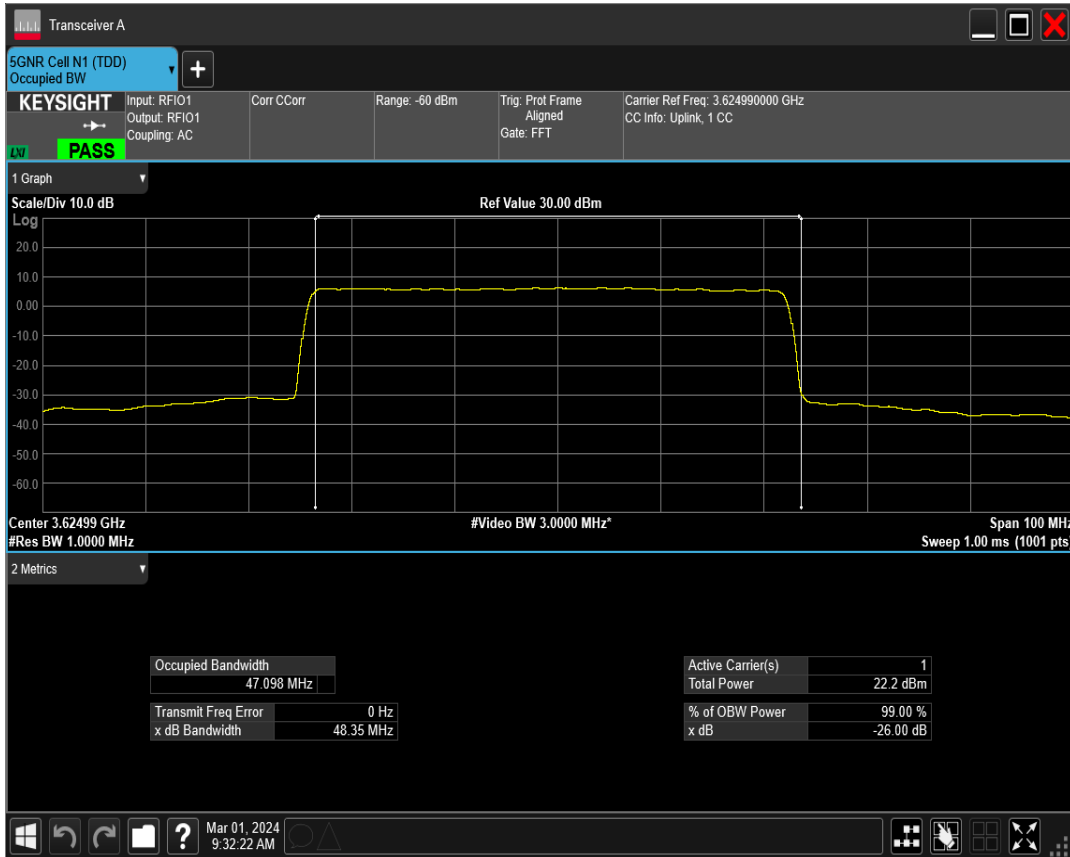 Transceiver A
5GNR Cell N1 (TDD)
Occupied BW
+
KEYSIGHT
LXI
PASS
Input: RFIO1
Output: RFIO1
Coupling: AC
Corr CCorr
Range: -60 dBm
Trig: Prot Frame
Aligned
Gate: FFT
Carrier Ref Freq: 3.624990000 GHz
CC Info: Uplink, 1 CC
1 Graph
Scale/Div 10.0 dB
Ref Value 30.00 dBm
Log
20.0
10.0
0.00
-10.0
-20.0
-30.0
-40.0
-50.0
-60.0
Center 3.62499 GHz
#Video BW 3.0000 MHz*
Span 100 MHz
#Res BW 1.0000 MHz
Sweep 1.00 ms (1001 pts)
2 Metrics
Occupied Bandwidth
47.098 MHz
Transmit Freq Error 0 Hz
x dB Bandwidth 48.35 MHz
Active Carrier(s) 1
Total Power 22.2 dBm
% of OBW Power 99.00 %
x dB -26.00 dB
?
Mar 01, 2024
9:32:22 AM